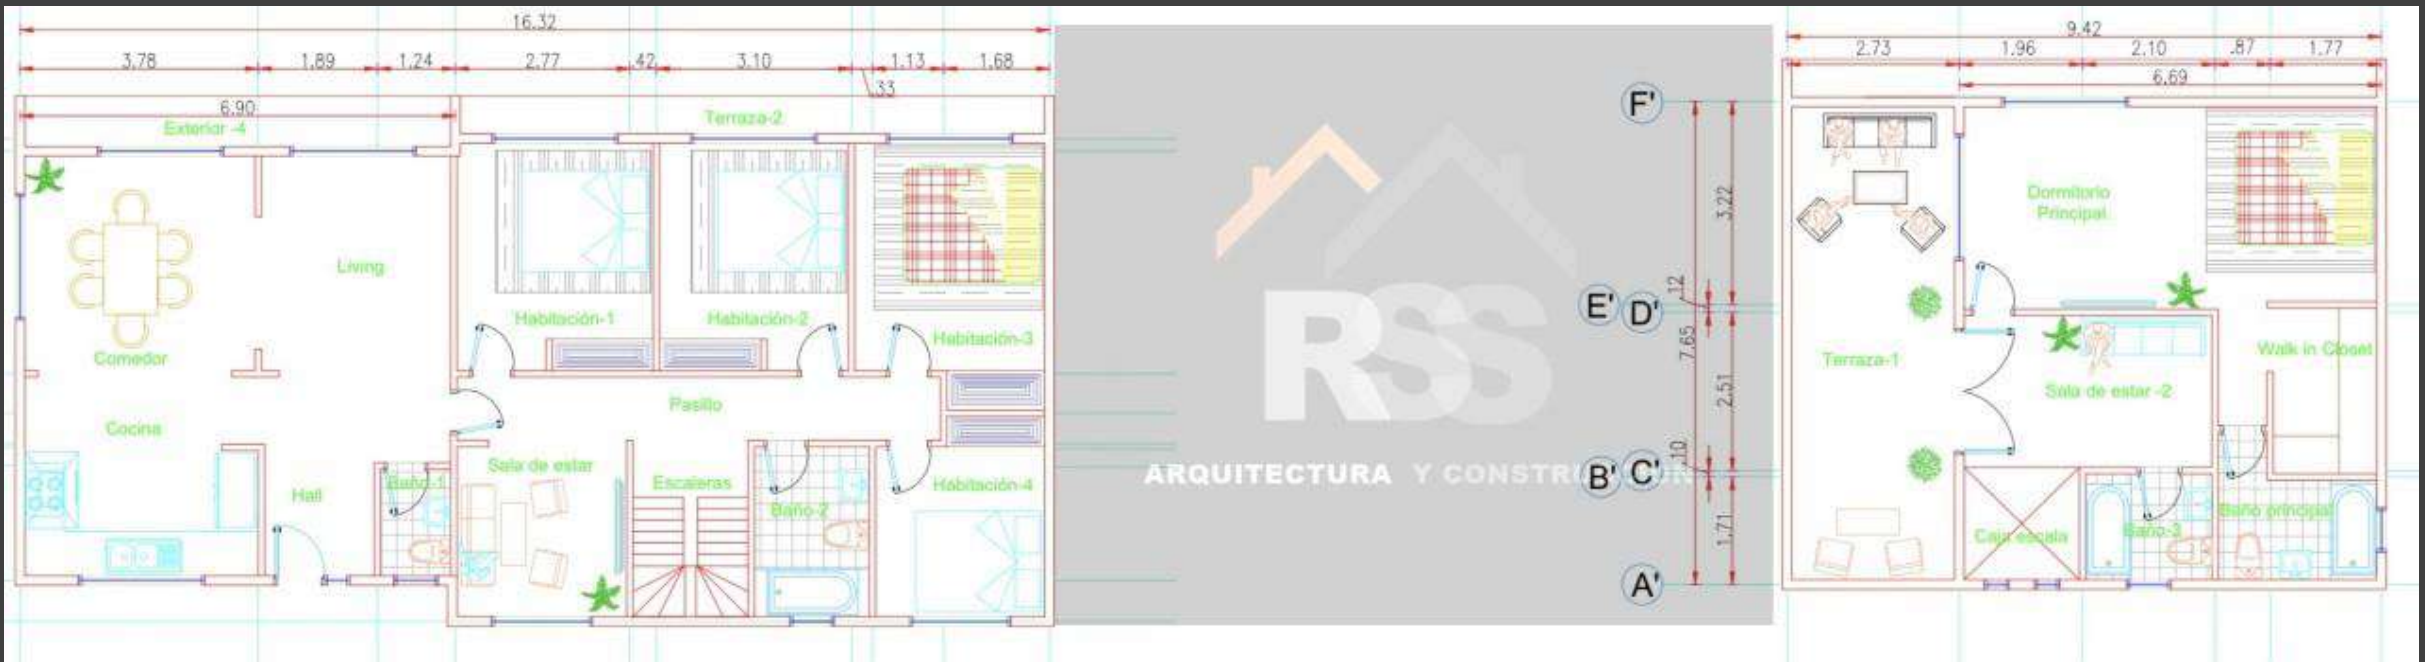 16.32
3.78
1.89
1.24
2.77
.42
3.10
1.13
1.68
.33
6.90
Exterior -4
Terraza-2
Living
Habitación-1
Habitación-2
Habitación-3
Comedor
Cocina
Pasillo
Sala de estar
Escaleras
Hall
Baño-1
Baño-2
Habitación-4
RSS
ARQUITECTURA Y CONSTRUCCION
F'
E'
D'
B'
C'
A'
3.22
.12
7.65
2.51
.10
1.71
9.42
2.73
1.96
2.10
.87
1.77
6.69
Dormitorio
Principal
Terraza-1
Walk in Closet
Sala de estar -2
Caja escala
Baño-3
Baño principal